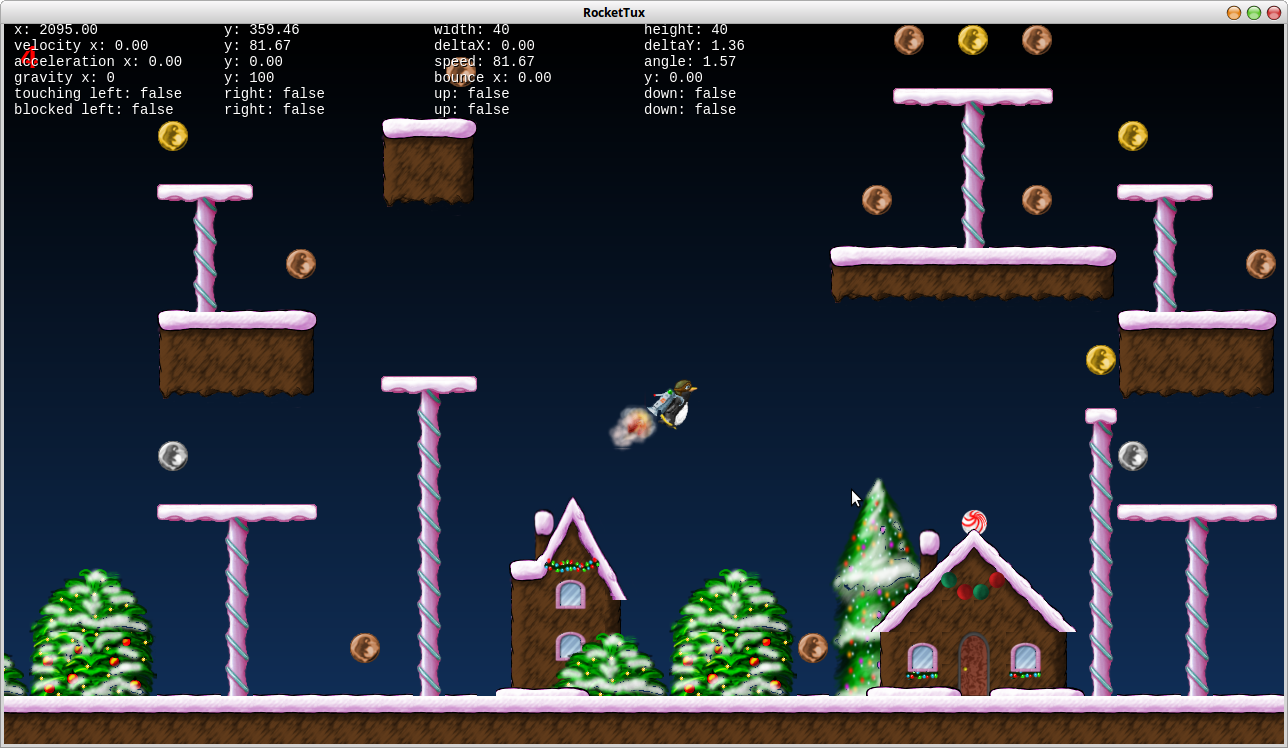 RocketTux
x: 2095.00 y: 359.46 width: 40 height: 40
velocity x: 0.00 y: 81.67 deltaX: 0.00 deltaY: 1.36
acceleration x: 0.00 y: 0.00 speed: 81.67 angle: 1.57
gravity x: 0 y: 100 bounce x: 0.00 y: 0.00
touching left: false right: false up: false down: false
blocked left: false right: false up: false down: false